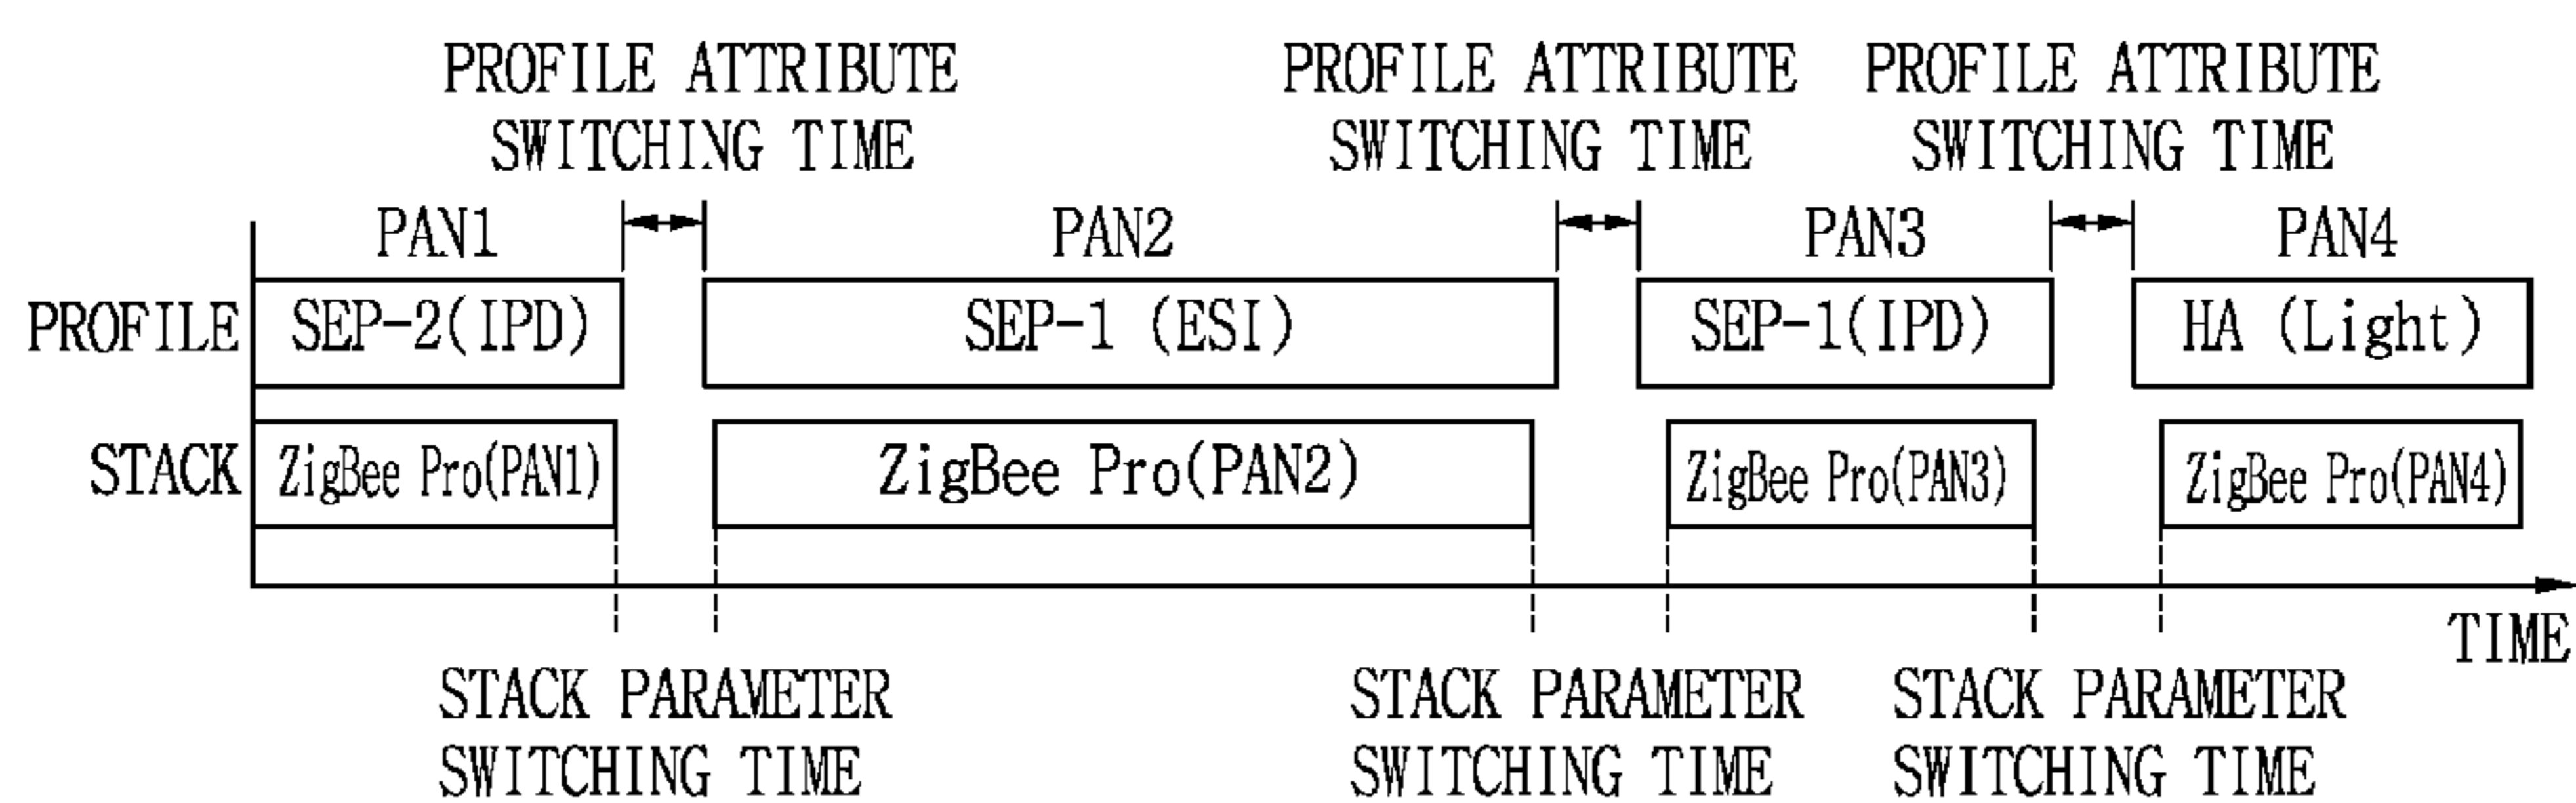 PROFILE ATTRIBUTE
SWITCHING TIME
PROFILE ATTRIBUTE
SWITCHING TIME
PROFILE ATTRIBUTE
SWITCHING TIME
PAN1
PAN2
PAN3
PAN4
PROFILE
SEP-2(IPD)
SEP-1 (ESI)
SEP-1(IPD)
HA (Light)
STACK
ZigBee Pro(PAN1)
ZigBee Pro(PAN2)
ZigBee Pro(PAN3)
ZigBee Pro(PAN4)
TIME
STACK PARAMETER
SWITCHING TIME
STACK PARAMETER
SWITCHING TIME
STACK PARAMETER
SWITCHING TIME